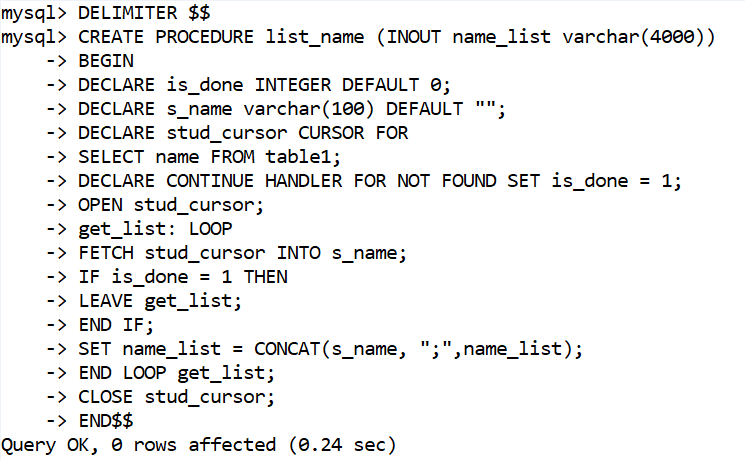 mysql> DELIMITER $$
mysql> CREATE PROCEDURE list_name (INOUT name_list varchar(4000))
    -> BEGIN
    -> DECLARE is_done INTEGER DEFAULT 0;
    -> DECLARE s_name varchar(100) DEFAULT "";
    -> DECLARE stud_cursor CURSOR FOR
    -> SELECT name FROM table1;
    -> DECLARE CONTINUE HANDLER FOR NOT FOUND SET is_done = 1;
    -> OPEN stud_cursor;
    -> get_list: LOOP
    -> FETCH stud_cursor INTO s_name;
    -> IF is_done = 1 THEN
    -> LEAVE get_list;
    -> END IF;
    -> SET name_list = CONCAT(s_name, ";",name_list);
    -> END LOOP get_list;
    -> CLOSE stud_cursor;
    -> END$$
Query OK, 0 rows affected (0.24 sec)